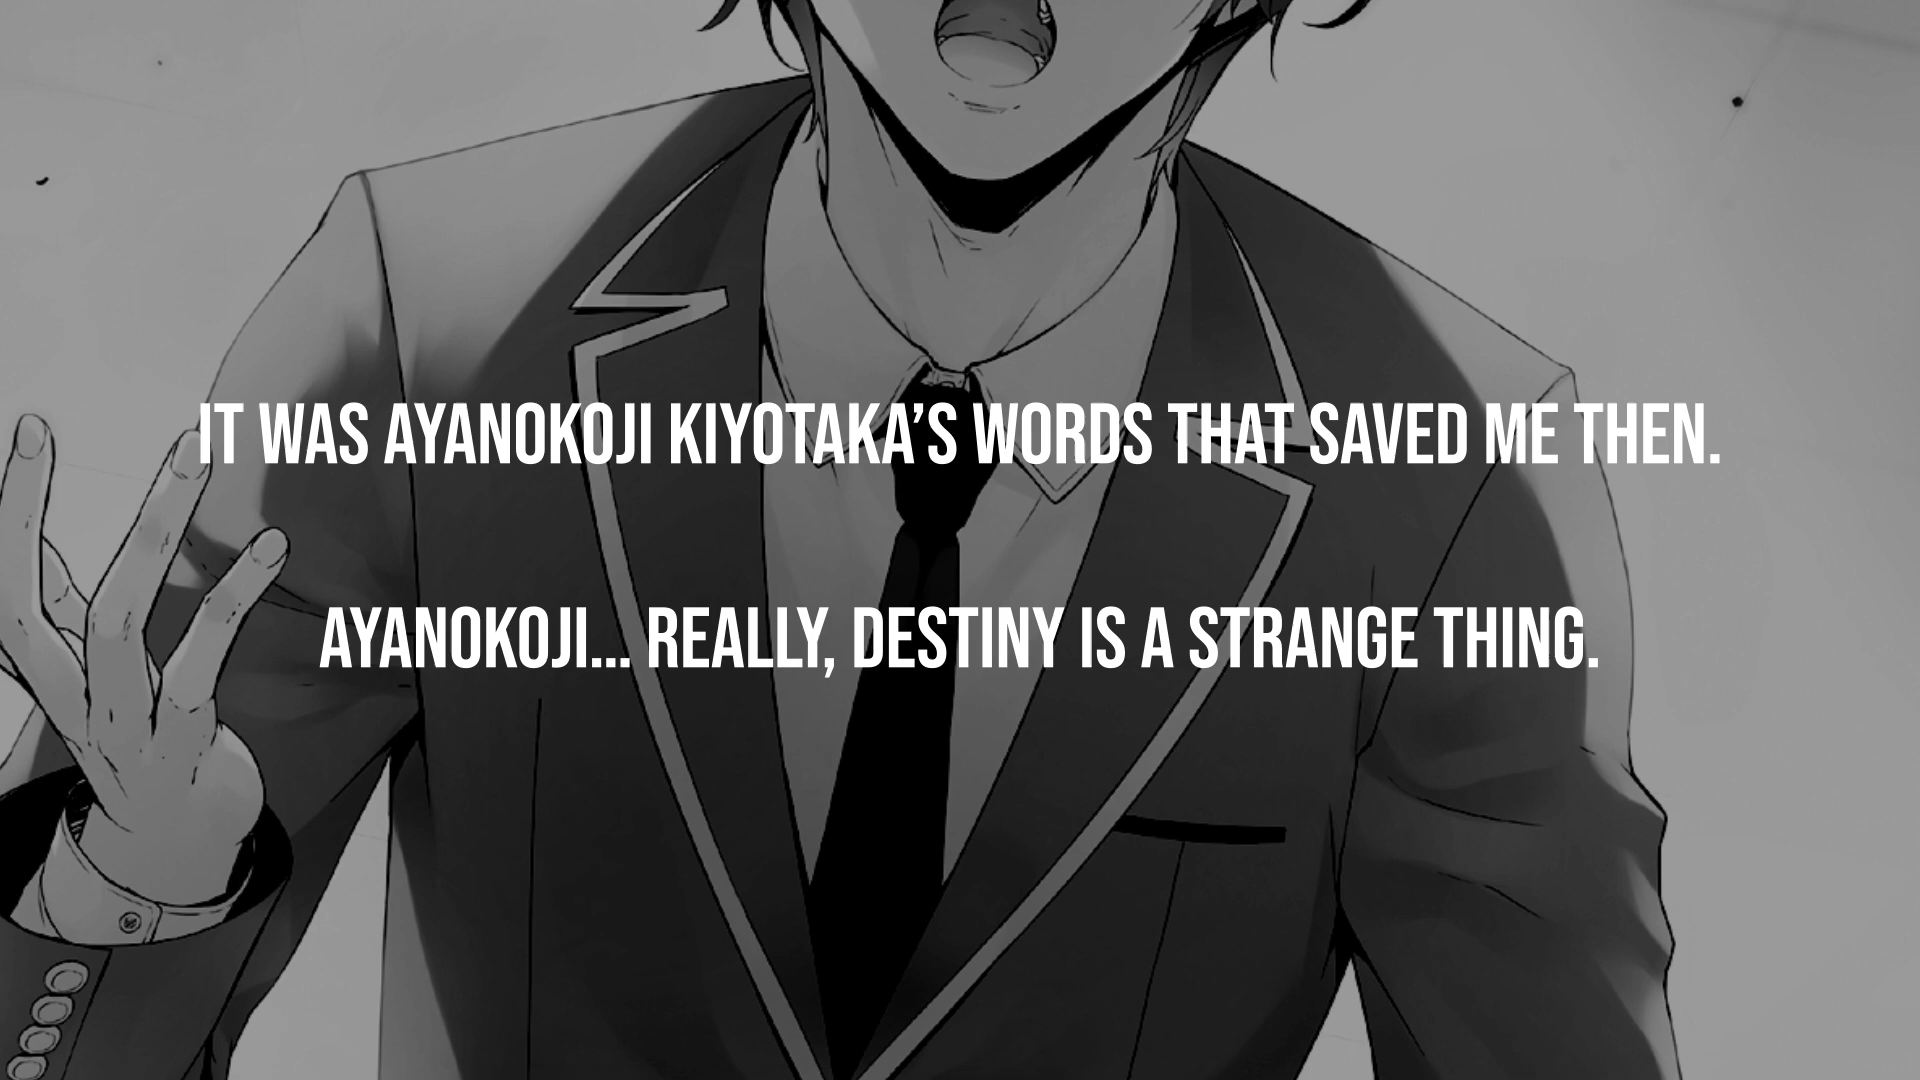 IT WAS AYANOKOJI KIYOTAKA’S WORDS THAT SAVED ME THEN.
AYANOKOJI... REALLY, DESTINY IS A STRANGE THING.